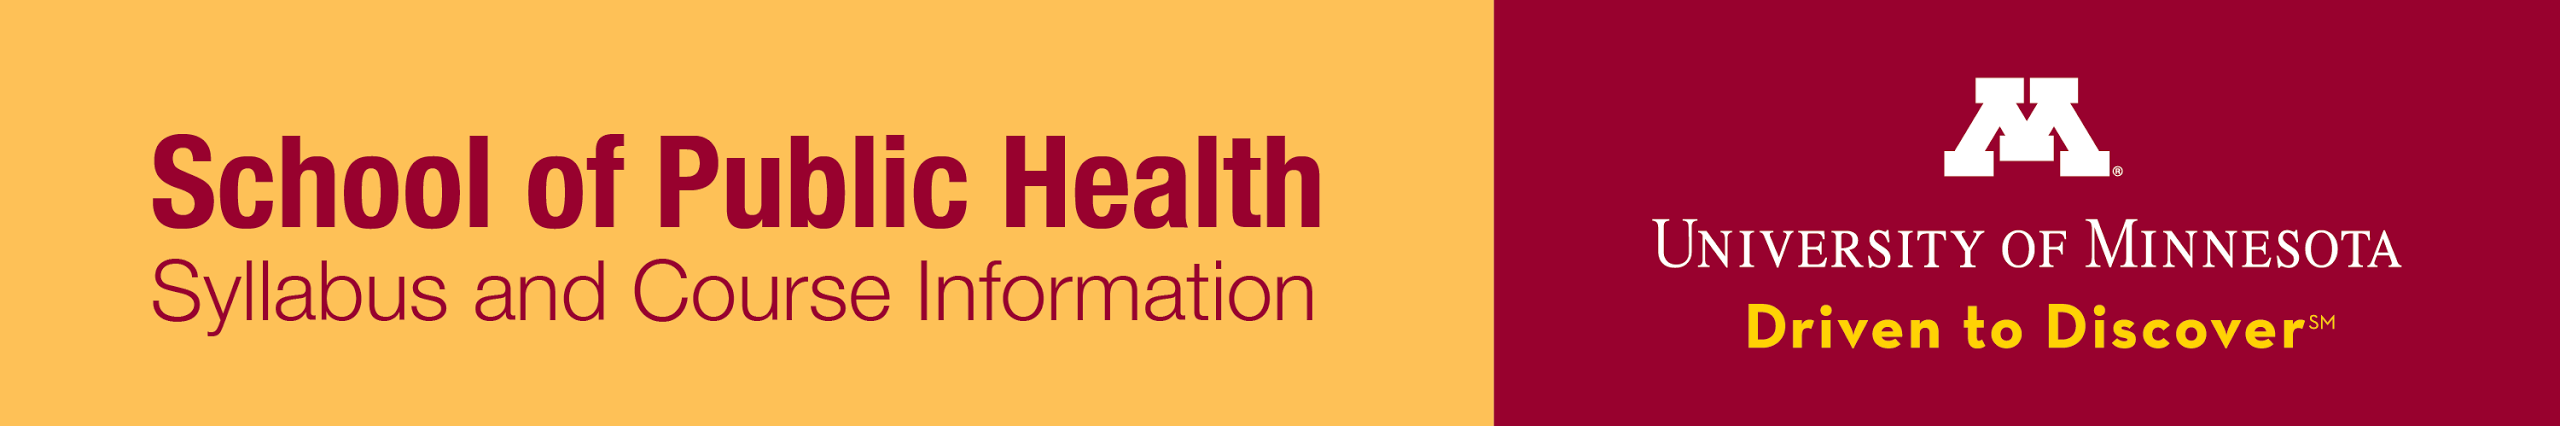 School of Public Health
Syllabus and Course Information
M®
UNIVERSITY OF MINNESOTA
Driven to Discover℠